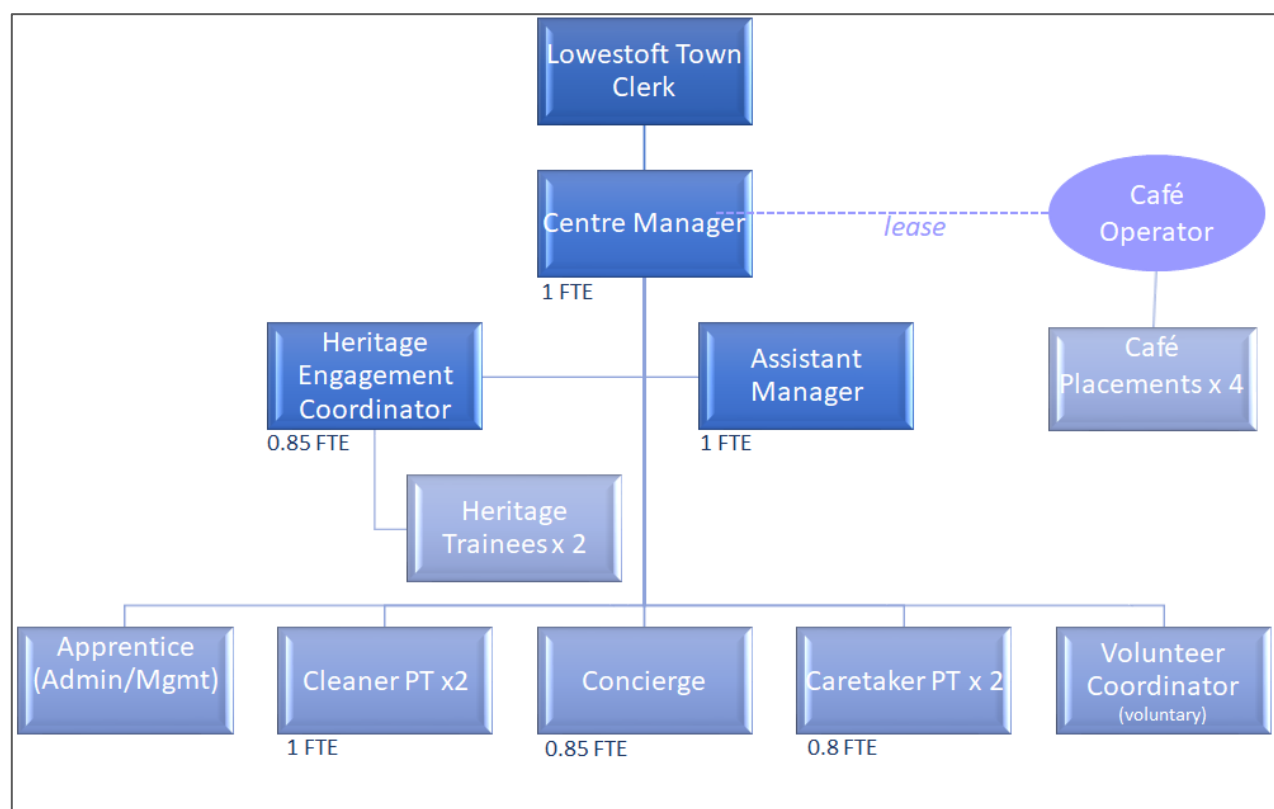 Lowestoft Town
Clerk
Centre Manager
1 FTE
lease
Café
Operator
Café
Placements x 4
Heritage
Engagement
Coordinator
0.85 FTE
Assistant
Manager
1 FTE
Heritage
Trainees x 2
Apprentice
(Admin/Mgmt)
Cleaner PT x2
1 FTE
Concierge
0.85 FTE
Caretaker PT x 2
0.8 FTE
Volunteer
Coordinator
(voluntary)